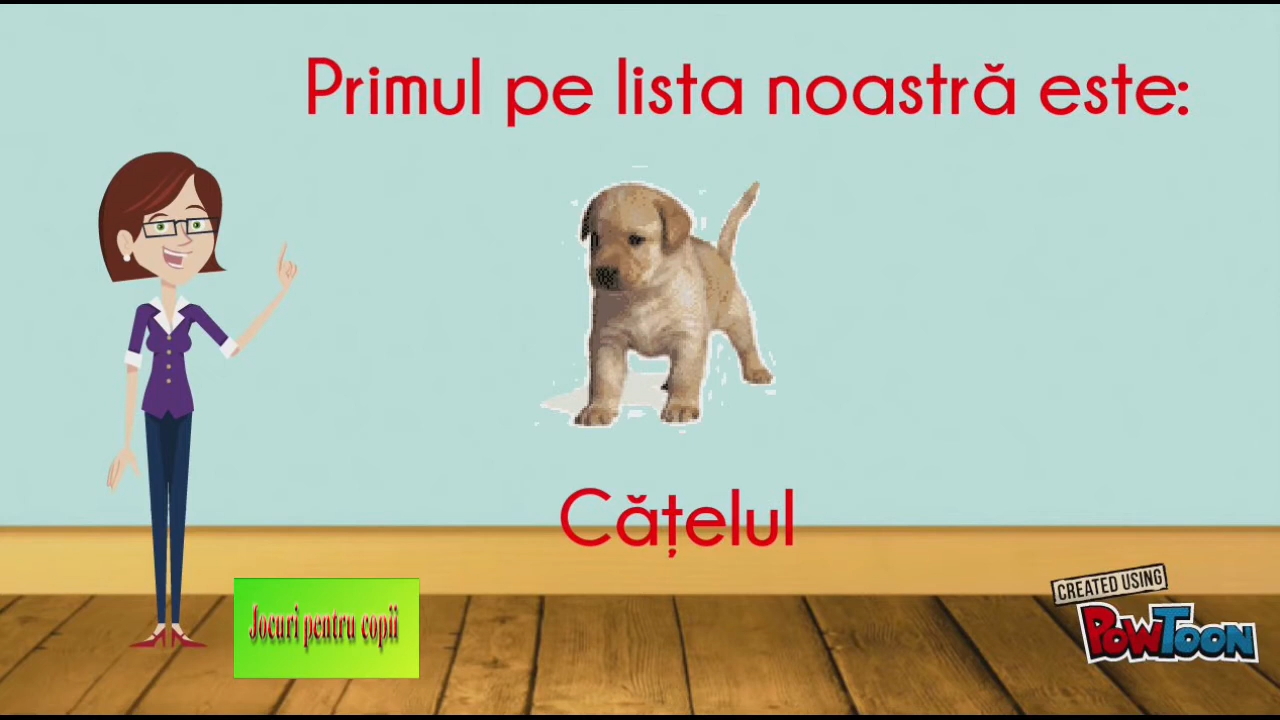 Primul pe lista noastră este:
Cățelul
Jocuri pentru copii
CREATED USING
POWTOON